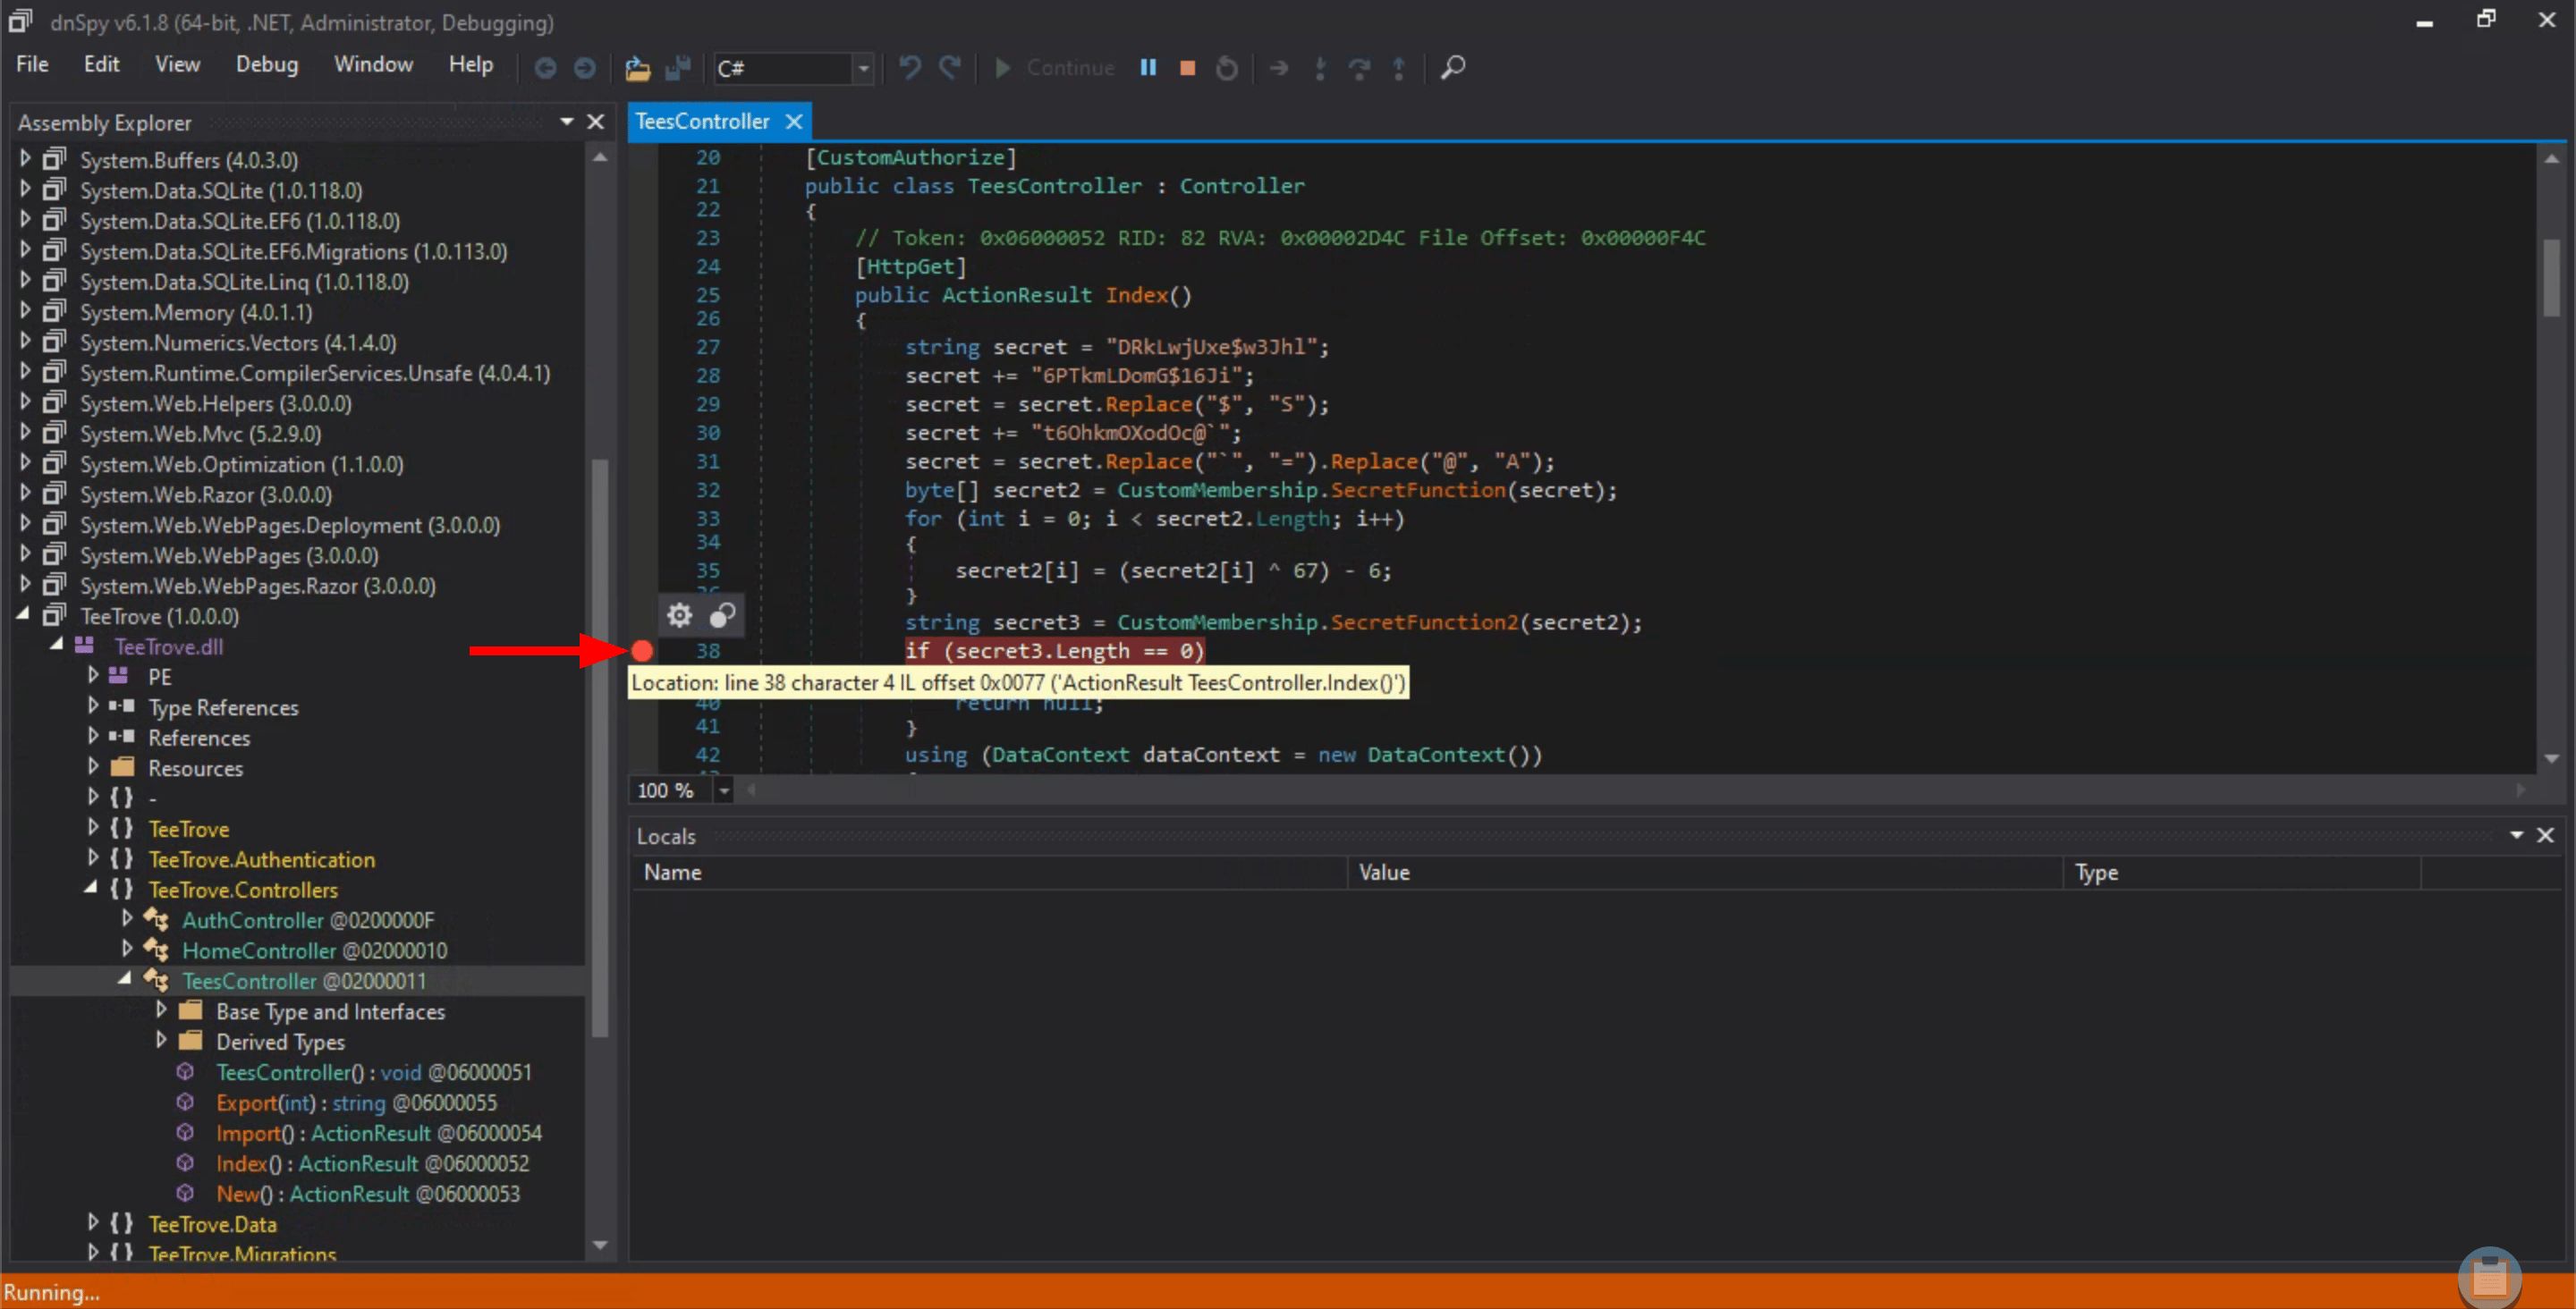 dnSpy v6.1.8 (64-bit, .NET, Administrator, Debugging)
File Edit View Debug Window Help C# Continue
Assembly Explorer
System.Buffers (4.0.3.0)
System.Data.SQLite (1.0.118.0)
System.Data.SQLite.EF6 (1.0.118.0)
System.Data.SQLite.EF6.Migrations (1.0.113.0)
System.Data.SQLite.Linq (1.0.118.0)
System.Memory (4.0.1.1)
System.Numerics.Vectors (4.1.4.0)
System.Runtime.CompilerServices.Unsafe (4.0.4.1)
System.Web.Helpers (3.0.0.0)
System.Web.Mvc (5.2.9.0)
System.Web.Optimization (1.1.0.0)
System.Web.Razor (3.0.0.0)
System.Web.WebPages.Deployment (3.0.0.0)
System.Web.WebPages (3.0.0.0)
System.Web.WebPages.Razor (3.0.0.0)
TeeTrove (1.0.0.0)
TeeTrove.dll
PE
Type References
References
Resources
{} -
{} TeeTrove
{} TeeTrove.Authentication
{} TeeTrove.Controllers
AuthController @0200000F
HomeController @02000010
TeesController @02000011
Base Type and Interfaces
Derived Types
TeesController() : void @06000051
Export(int) : string @06000055
Import() : ActionResult @06000054
Index() : ActionResult @06000052
New() : ActionResult @06000053
{} TeeTrove.Data
{} TeeTrove.Migrations
TeesController
20 [CustomAuthorize]
21 public class TeesController : Controller
22 {
23 // Token: 0x06000052 RID: 82 RVA: 0x00002D4C File Offset: 0x00000F4C
24 [HttpGet]
25 public ActionResult Index()
26 {
27 string secret = "DRkLwjUxe$w3Jhl";
28 secret += "6PTkmLDomG$16Ji";
29 secret = secret.Replace("$", "S");
30 secret += "t6OhkmOXodOc@`";
31 secret = secret.Replace("`", "=").Replace("@", "A");
32 byte[] secret2 = CustomMembership.SecretFunction(secret);
33 for (int i = 0; i < secret2.Length; i++)
34 {
35 secret2[i] = (secret2[i] ^ 67) - 6;
}
string secret3 = CustomMembership.SecretFunction2(secret2);
38 if (secret3.Length == 0)
Location: line 38 character 4 IL offset 0x0077 ('ActionResult TeesController.Index()')
40 return null;
41 }
42 using (DataContext dataContext = new DataContext())
100 %
Locals
Name Value Type
Running...